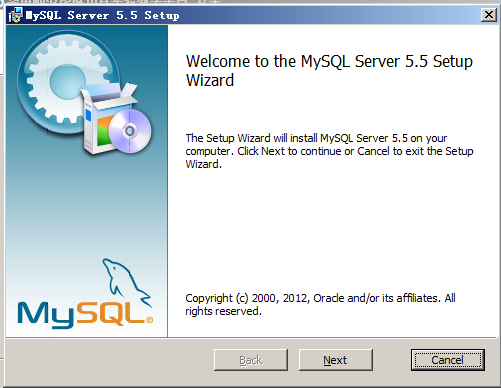 MySQL Server 5.5 Setup
Welcome to the MySQL Server 5.5 Setup
Wizard
The Setup Wizard will install MySQL Server 5.5 on your
computer. Click Next to continue or Cancel to exit the Setup
Wizard.
MySQL®
Copyright (c) 2000, 2012, Oracle and/or its affiliates. All
rights reserved.
Back
Next
Cancel